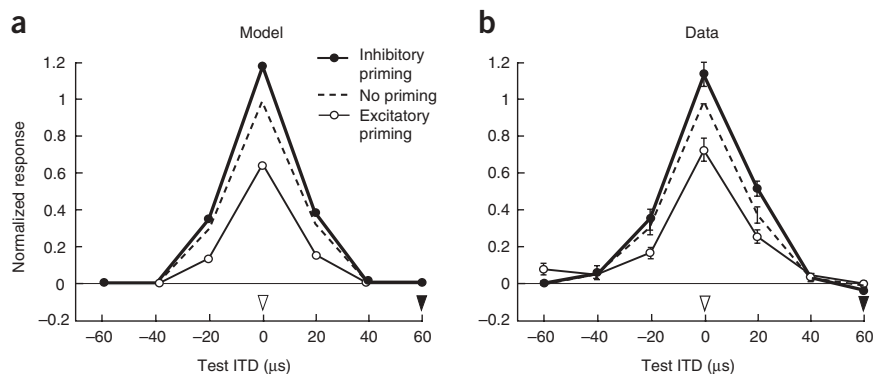 a
Model
Inhibitory
priming
No priming
Excitatory
priming
Normalized response
1.2
1
0.8
0.6
0.4
0.2
0
–0.2
–60
–40
–20
0
20
40
60
Test ITD (µs)
b
Data
1.2
1
0.8
0.6
0.4
0.2
0
–0.2
–60
–40
–20
0
20
40
60
Test ITD (µs)